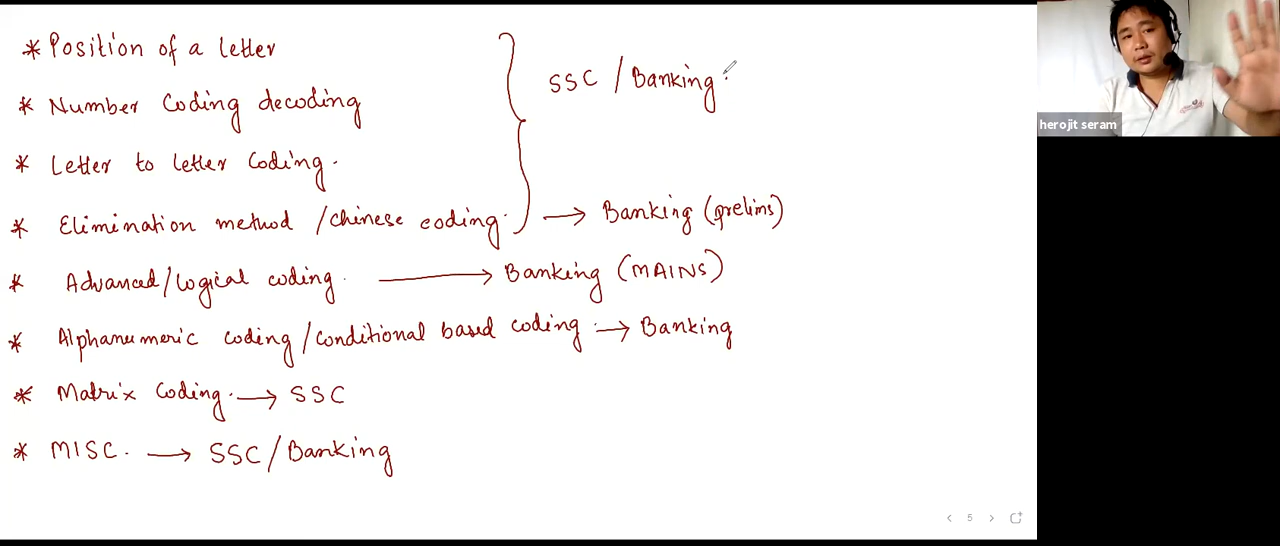 * Position of a letter
* Number Coding decoding
* Letter to letter Coding.
SSC / Banking.
* Elimination method / chinese coding. → Banking (prelims)
* Advanced/logical coding. → Banking (MAINS)
* Alphanumeric coding/conditional based coding. → Banking
* Matrix Coding. → SSC
* MISC. → SSC/Banking
herojit seram
< 5 >